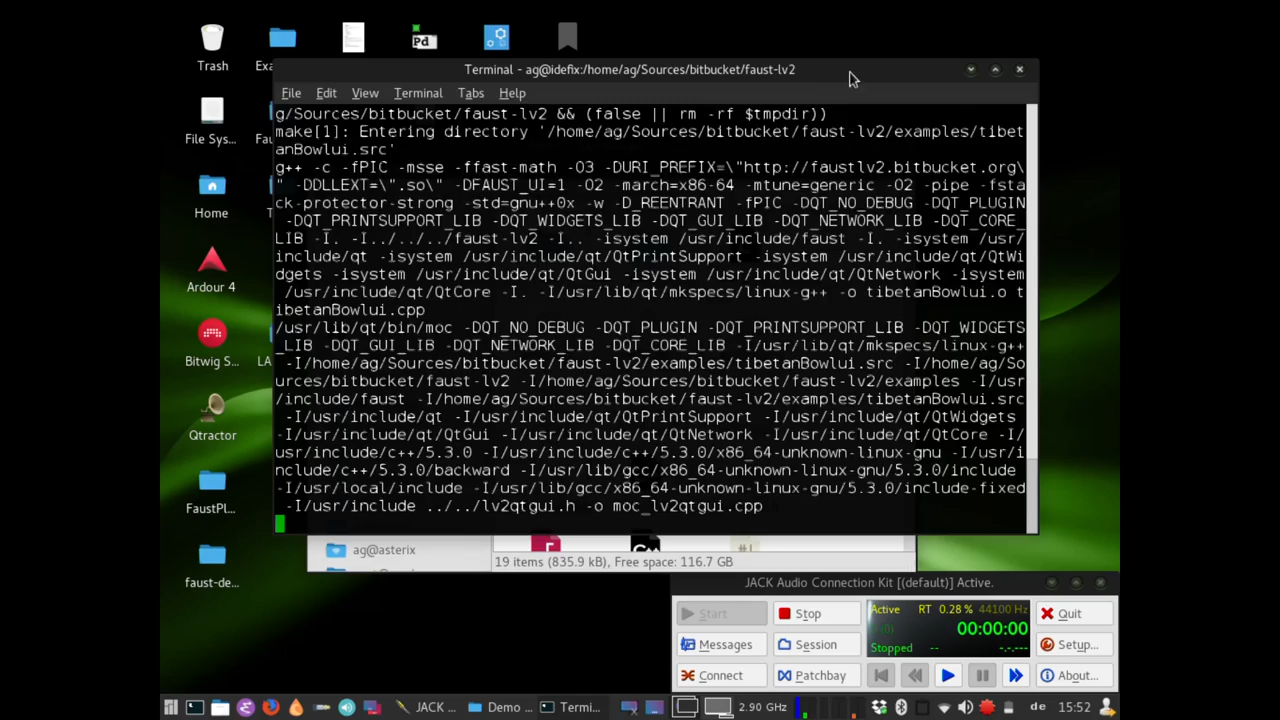 Trash
Exa
Pd
File Sys...
Fau
Home
T
Ardour 4
Bitwig S...
LA
Qtractor
FaustPl...
faust-de...
Terminal - ag@idefix:/home/ag/Sources/bitbucket/faust-lv2
File Edit View Terminal Tabs Help
g/Sources/bitbucket/faust-lv2 && (false || rm -rf $tmpdir))
make[1]: Entering directory '/home/ag/Sources/bitbucket/faust-lv2/examples/tibet
anBowlui.src'
g++ -c -fPIC -msse -ffast-math -O3 -DURI_PREFIX=\"http://faustlv2.bitbucket.org\
" -DDLLEXT=\".so\" -DFAUST_UI=1 -O2 -march=x86-64 -mtune=generic -O2 -pipe -fsta
ck-protector-strong -std=gnu++0x -w -D_REENTRANT -fPIC -DQT_NO_DEBUG -DQT_PLUGIN
-DQT_PRINTSUPPORT_LIB -DQT_WIDGETS_LIB -DQT_GUI_LIB -DQT_NETWORK_LIB -DQT_CORE_
LIB -I. -I../../../faust-lv2 -I.. -isystem /usr/include/faust -I. -isystem /usr/
include/qt -isystem /usr/include/qt/QtPrintSupport -isystem /usr/include/qt/QtWi
dgets -isystem /usr/include/qt/QtGui -isystem /usr/include/qt/QtNetwork -isystem
/usr/include/qt/QtCore -I. -I/usr/lib/qt/mkspecs/linux-g++ -o tibetanBowlui.o t
ibetanBowlui.cpp
/usr/lib/qt/bin/moc -DQT_NO_DEBUG -DQT_PLUGIN -DQT_PRINTSUPPORT_LIB -DQT_WIDGETS
_LIB -DQT_GUI_LIB -DQT_NETWORK_LIB -DQT_CORE_LIB -I/usr/lib/qt/mkspecs/linux-g++
-I/home/ag/Sources/bitbucket/faust-lv2/examples/tibetanBowlui.src -I/home/ag/So
urces/bitbucket/faust-lv2 -I/home/ag/Sources/bitbucket/faust-lv2/examples -I/usr
/include/faust -I/home/ag/Sources/bitbucket/faust-lv2/examples/tibetanBowlui.src
-I/usr/include/qt -I/usr/include/qt/QtPrintSupport -I/usr/include/qt/QtWidgets
-I/usr/include/qt/QtGui -I/usr/include/qt/QtNetwork -I/usr/include/qt/QtCore -I/
usr/include/c++/5.3.0 -I/usr/include/c++/5.3.0/x86_64-unknown-linux-gnu -I/usr/i
nclude/c++/5.3.0/backward -I/usr/lib/gcc/x86_64-unknown-linux-gnu/5.3.0/include
-I/usr/local/include -I/usr/lib/gcc/x86_64-unknown-linux-gnu/5.3.0/include-fixed
-I/usr/include ../../lv2qtgui.h -o moc_lv2qtgui.cpp
ag@asterix
19 items (835.9 kB), Free space: 116.7 GB
JACK Audio Connection Kit [(default)] Active.
Start Stop Active RT 0.28 % 44100 Hz Quit
00:00:00
Messages Session Stopped -- -.-.--- Setup...
Connect Patchbay About...
JACK ... Demo ... Termi... 2.90 GHz de 15:52